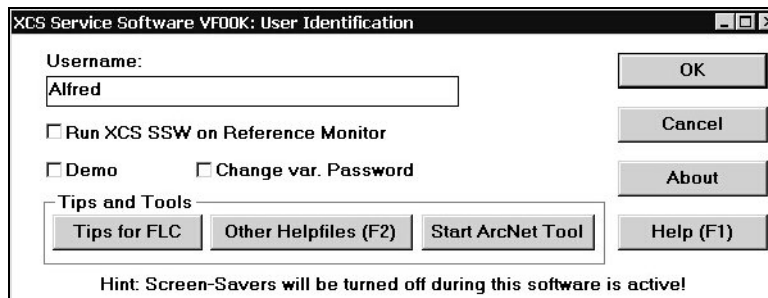 XCS Service Software VF00K: User Identification
Username:
Alfred
OK
Run XCS SSW on Reference Monitor
Cancel
Demo
Change var. Password
About
Tips and Tools
Tips for FLC
Other Helpfiles (F2)
Start ArcNet Tool
Help (F1)
Hint: Screen-Savers will be turned off during this software is active!